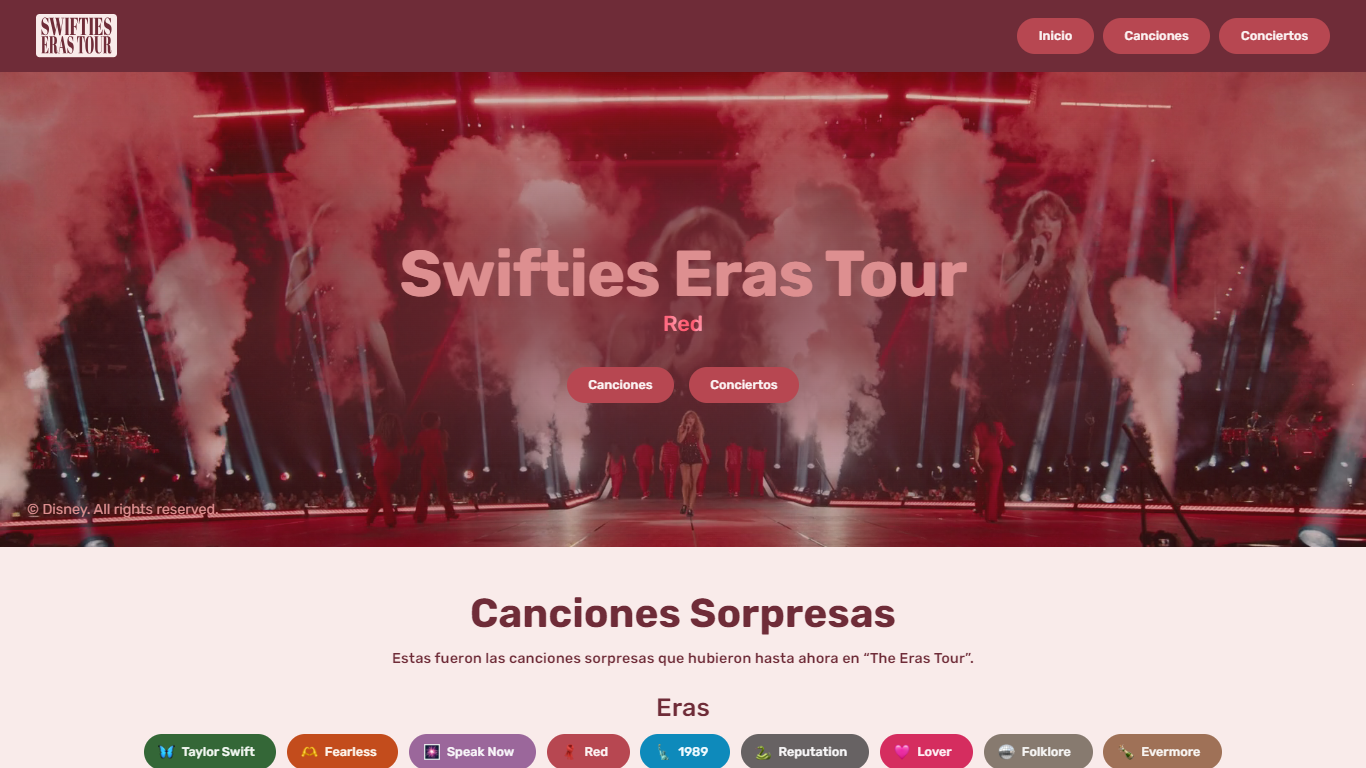 SWIFTIES
ERAS TOUR
Inicio
Canciones
Conciertos
Swifties Eras Tour
Red
Canciones
Conciertos
© Disney. All rights reserved.
Canciones Sorpresas
Estas fueron las canciones sorpresas que hubieron hasta ahora en “The Eras Tour”.
Eras
Taylor Swift
Fearless
Speak Now
Red
1989
Reputation
Lover
Folklore
Evermore